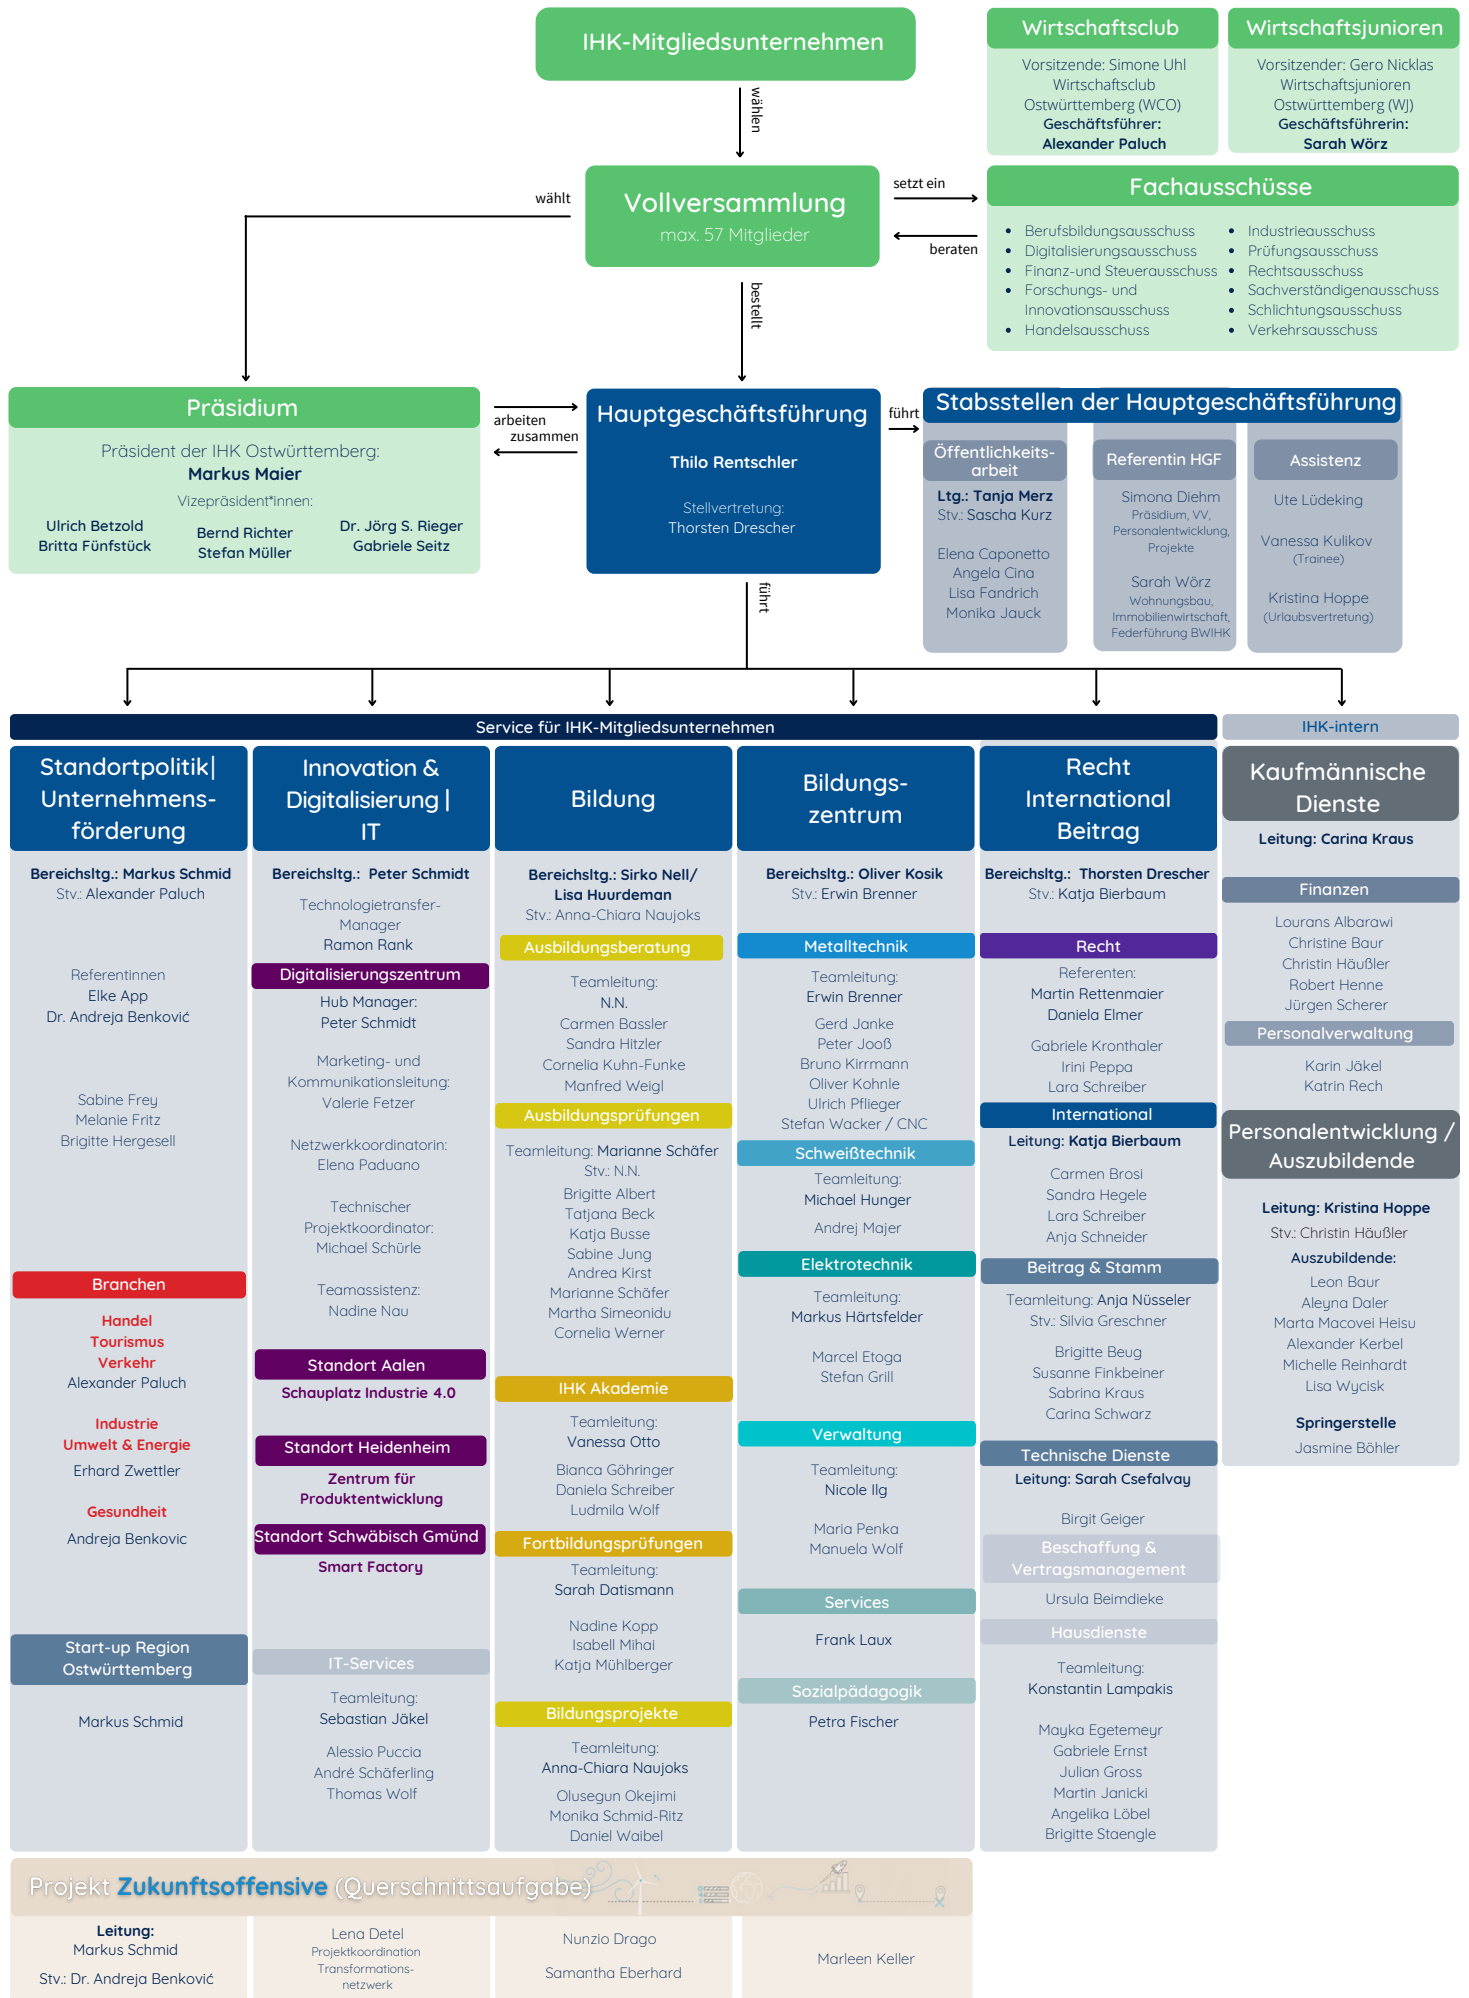 IHK-Mitgliedsunternehmen
wählen
Wirtschaftsclub
Vorsitzende: Simone Uhl
Wirtschaftsclub
Ostwürttemberg (WCO)
Geschäftsführer:
Alexander Paluch
Wirtschaftsjunioren
Vorsitzender: Gero Nicklas
Wirtschaftsjunioren
Ostwürttemberg (WJ)
Geschäftsführerin:
Sarah Wörz
wählt
Vollversammlung
max. 57 Mitglieder
setzt ein
beraten
bestellt
Fachausschüsse
• Berufsbildungsausschuss
• Digitalisierungsausschuss
• Finanz-und Steuerausschuss
• Forschungs- und
Innovationsausschuss
• Handelsausschuss
• Industrieausschuss
• Prüfungsausschuss
• Rechtsausschuss
• Sachverständigenausschuss
• Schlichtungsausschuss
• Verkehrsausschuss
Präsidium
Präsident der IHK Ostwürttemberg:
Markus Maier
Vizepräsident*innen:
Ulrich Betzold
Britta Fünfstück
Bernd Richter
Stefan Müller
Dr. Jörg S. Rieger
Gabriele Seitz
arbeiten
zusammen
Hauptgeschäftsführung
Thilo Rentschler
Stellvertretung:
Thorsten Drescher
führt
führt
Stabsstellen der Hauptgeschäftsführung
Öffentlichkeits-
arbeit
Ltg.: Tanja Merz
Stv.: Sascha Kurz
Elena Caponetto
Angela Cina
Lisa Fandrich
Monika Jauck
Referentin HGF
Simona Diehm
Präsidium, VV,
Personalentwicklung,
Projekte
Sarah Wörz
Wohnungsbau,
Immobilienwirtschaft,
Federführung BWIHK
Assistenz
Ute Lüdeking
Vanessa Kulikov
(Trainee)
Kristina Hoppe
(Urlaubsvertretung)
Service für IHK-Mitgliedsunternehmen
IHK-intern
Standortpolitik|
Unternehmens-
förderung
Bereichsltg.: Markus Schmid
Stv.: Alexander Paluch
Referentinnen
Elke App
Dr. Andreja Benković
Sabine Frey
Melanie Fritz
Brigitte Hergesell
Branchen
Handel
Tourismus
Verkehr
Alexander Paluch
Industrie
Umwelt & Energie
Erhard Zwettler
Gesundheit
Andreja Benkovic
Start-up Region
Ostwürttemberg
Markus Schmid
Innovation &
Digitalisierung |
IT
Bereichsltg.: Peter Schmidt
Technologietransfer-
Manager
Ramon Rank
Digitalisierungszentrum
Hub Manager:
Peter Schmidt
Marketing- und
Kommunikationsleitung:
Valerie Fetzer
Netzwerkkoordinatorin:
Elena Paduano
Technischer
Projektkoordinator:
Michael Schürle
Teamassistenz:
Nadine Nau
Standort Aalen
Schauplatz Industrie 4.0
Standort Heidenheim
Zentrum für
Produktentwicklung
Standort Schwäbisch Gmünd
Smart Factory
IT-Services
Teamleitung:
Sebastian Jäkel
Alessio Puccia
André Schäferling
Thomas Wolf
Bildung
Bereichsltg.: Sirko Nell/
Lisa Huurdeman
Stv.: Anna-Chiara Naujoks
Ausbildungsberatung
Teamleitung:
N.N.
Carmen Bassler
Sandra Hitzler
Cornelia Kuhn-Funke
Manfred Weigl
Ausbildungsprüfungen
Teamleitung: Marianne Schäfer
Stv.: N.N.
Brigitte Albert
Tatjana Beck
Katja Busse
Sabine Jung
Andrea Kirst
Marianne Schäfer
Martha Simeonidu
Cornelia Werner
IHK Akademie
Teamleitung:
Vanessa Otto
Bianca Göhringer
Daniela Schreiber
Ludmila Wolf
Fortbildungsprüfungen
Teamleitung:
Sarah Datismann
Nadine Kopp
Isabell Mihai
Katja Mühlberger
Bildungsprojekte
Teamleitung:
Anna-Chiara Naujoks
Olusegun Okejimi
Monika Schmid-Ritz
Daniel Waibel
Bildungs-
zentrum
Bereichsltg.: Oliver Kosik
Stv.: Erwin Brenner
Metalltechnik
Teamleitung:
Erwin Brenner
Gerd Janke
Peter Jooß
Bruno Kirrmann
Oliver Kohnle
Ulrich Pflieger
Stefan Wacker / CNC
Schweißtechnik
Teamleitung:
Michael Hunger
Andrej Majer
Elektrotechnik
Teamleitung:
Markus Härtsfelder
Marcel Etoga
Stefan Grill
Verwaltung
Teamleitung:
Nicole Ilg
Maria Penka
Manuela Wolf
Services
Frank Laux
Sozialpädagogik
Petra Fischer
Recht
International
Beitrag
Bereichsltg.: Thorsten Drescher
Stv.: Katja Bierbaum
Recht
Referenten:
Martin Rettenmaier
Daniela Elmer
Gabriele Kronthaler
Irini Peppa
Lara Schreiber
International
Leitung: Katja Bierbaum
Carmen Brosi
Sandra Hegele
Lara Schreiber
Anja Schneider
Beitrag & Stamm
Teamleitung: Anja Nüsseler
Stv.: Silvia Greschner
Brigitte Beug
Susanne Finkbeiner
Sabrina Kraus
Carina Schwarz
Technische Dienste
Leitung: Sarah Csefalvay
Birgit Geiger
Beschaffung &
Vertragsmanagement
Ursula Beimdieke
Hausdienste
Teamleitung:
Konstantin Lampakis
Mayka Egetemeyr
Gabriele Ernst
Julian Gross
Martin Janicki
Angelika Löbel
Brigitte Staengle
Kaufmännische
Dienste
Leitung: Carina Kraus
Finanzen
Lourans Albarawi
Christine Baur
Christin Häußler
Robert Henne
Jürgen Scherer
Personalverwaltung
Karin Jäkel
Katrin Rech
Personalentwicklung /
Auszubildende
Leitung: Kristina Hoppe
Stv.: Christin Häußler
Auszubildende:
Leon Baur
Aleyna Daler
Marta Macovei Heisu
Alexander Kerbel
Michelle Reinhardt
Lisa Wycisk
Springerstelle
Jasmine Böhler
Projekt Zukunftsoffensive (Querschnittsaufgabe)
Leitung:
Markus Schmid
Stv.: Dr. Andreja Benković
Lena Detel
Projektkoordination
Transformations-
netzwerk
Nunzio Drago
Samantha Eberhard
Marleen Keller